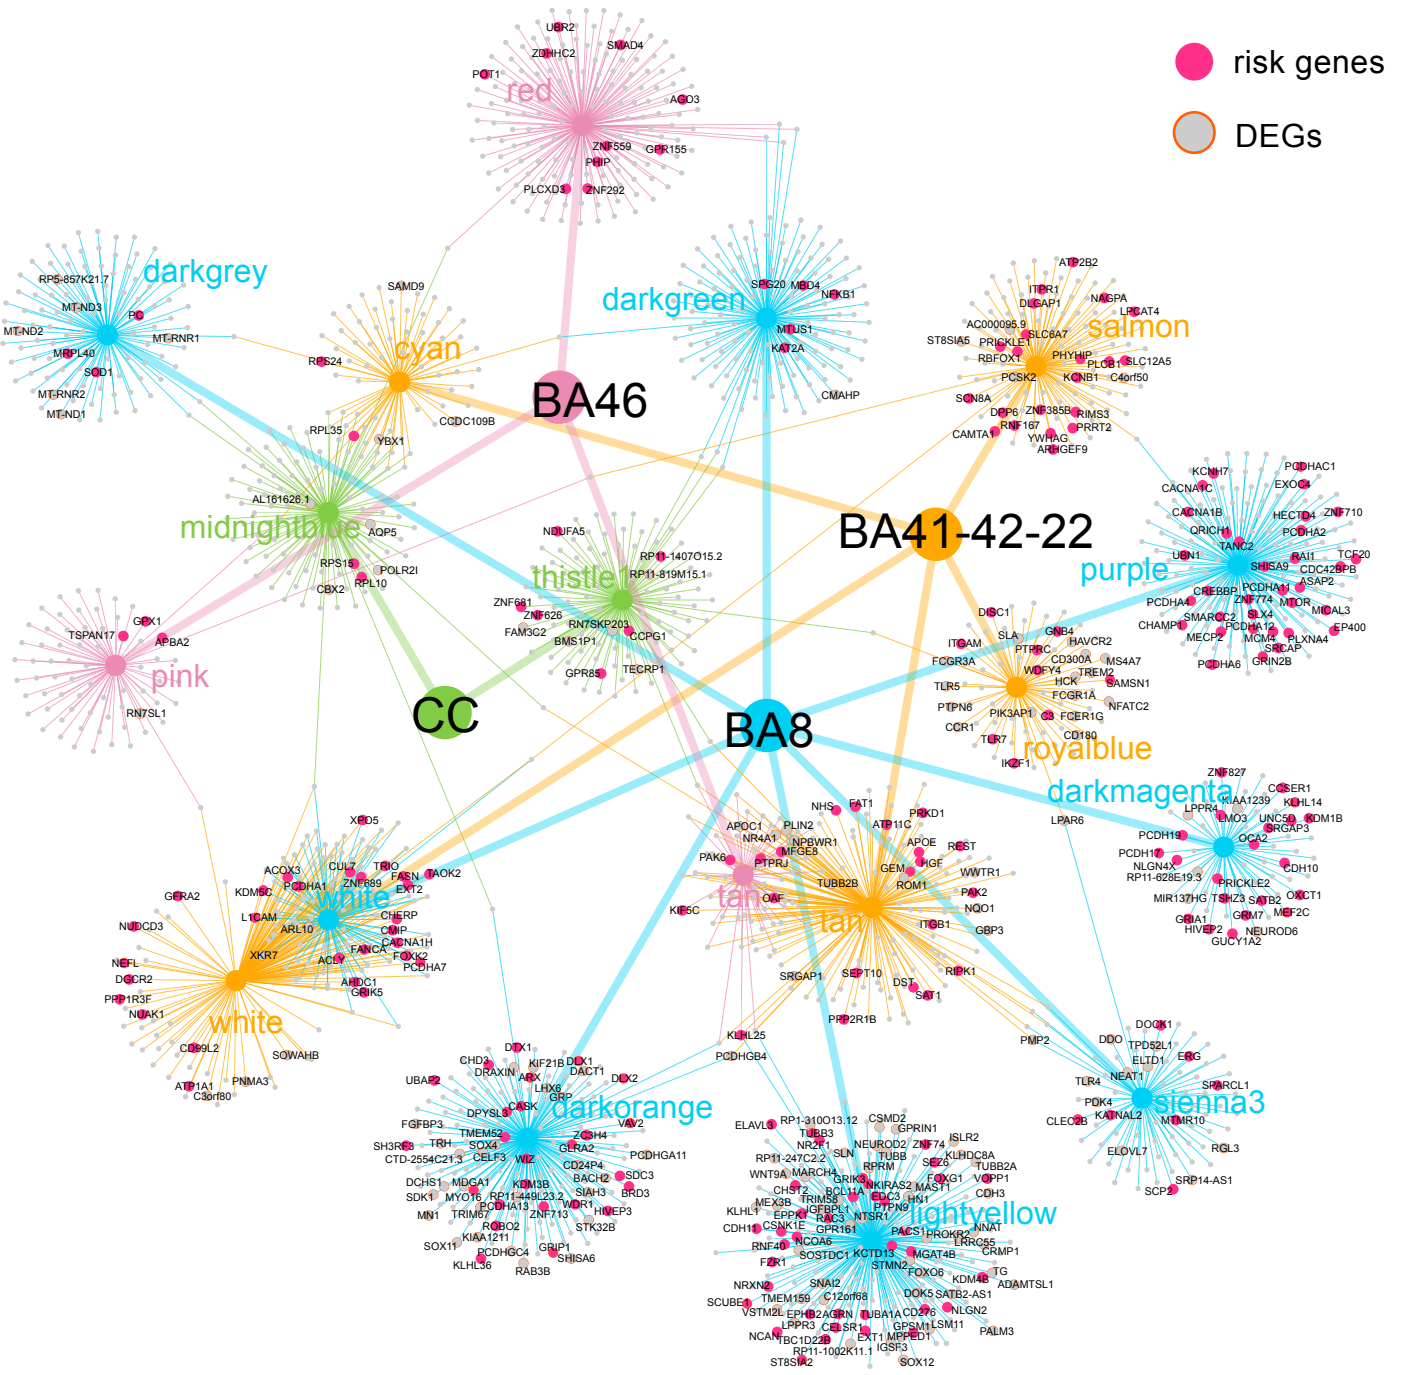 risk genes
DEGs
UBR2
SMAD4
ZDHHC2
POT1
red
AGO3
ZNF559
GPR155
PHIP
PLCXD3
ZNF292
darkgrey
RP5-857K21.7
MT-ND3
PC
MT-ND2
MT-RNR1
MRPL40
SOD1
MT-RNR2
MT-ND1
SAMD9
cyan
RPS24
CCDC109B
RPL35
YBX1
darkgreen
SPG20
MBD4
NFKB1
MTUS1
KAT2A
CMAHP
ATP2B2
ITPR1
DLGAP1
NAGPA
LPCAT4
salmon
AC000095.9
SLC6A7
ST8SIA5
PRICKLE1
RBFOX1
PHYHIP
PLCB1
SLC12A5
PCSK2
KCNB1
C4orf50
SCN8A
DPP6
ZNF385B
RIMS3
RNF167
PRRT2
CAMTA1
YWHAG
ARHGEF9
BA46
BA41-42-22
CC
BA8
AL161626.1
midnightblue
AQP5
RPS15
POLR2I
RPL10
CBX2
NDUFA5
RP11-1407O15.2
thistle1
RP11-819M15.1
ZNF681
ZNF626
RN7SKP203
FAM3C2
CCPG1
BMS1P1
TECRP1
GPR85
KCNH7
PCDHAC1
CACNA1C
EXOC4
CACNA1B
HECTD4
ZNF710
QRICH1
PCDHA2
TANC2
UBN1
RAI1
TCF20
purple
SHISA9
CDC42BPB
ASAP2
CREBBP
PCDHA11
PCDHA4
ZNF774
MTOR
SMARCC2
SLX4
MICAL3
CHAMP1
PCDHA12
MECP2
MCM4
PLXNA4
EP400
SRCAP
PCDHA6
GRIN2B
GPX1
TSPAN17
APBA2
pink
RN7SL1
DISC1
SLA
GNB4
ITGAM
PTPRC
HAVCR2
FCGR3A
CD300A
MS4A7
WDFY4
TREM2
TLR5
HCK
SAMSN1
FCGR1A
PTPN6
NFATC2
PIK3AP1
C3
FCER1G
CCR1
CD180
TLR7
royalblue
IKZF1
LPAR6
ZNF827
darkmagenta
KIAA1239
CCSER1
LPPR4
KLHL14
LMO3
UNC5D
KDM1B
SRGAP3
PCDH19
OCA2
PCDH17
NLGN4X
CDH10
RP11-628E19.3
PRICKLE2
MIR137HG
TSHZ3
SATB2
OXCT1
GRIA1
GRM7
MEF2C
HIVEP2
NEUROD6
GUCY1A2
XPO5
ACOX3
CUL7
TRIO
TAOK2
PCDHA1
ZNF689
FASN
KDM5C
EXT2
GFRA2
white
L1CAM
CHERP
NUDCD3
ARL10
CMIP
CACNA1H
XKR7
FANCA
FOXK2
NEFL
ACLY
PCDHA7
DGCR2
AHDC1
GRIK5
PPP1R3F
NUAK1
white
CD99L2
SOWAHB
ATP1A1
PNMA3
C3orf80
NHS
FAT1
PRKD1
APOC1
PLIN2
ATP11C
NR4A1
NPBWR1
APOE
REST
PAK6
MFGE8
PTPRJ
GEM
HGF
WWTR1
TUBB2B
ROM1
PAK2
tan
OAF
KIF5C
NQO1
tan
ITGB1
GBP3
SRGAP1
SEPT10
RIPK1
DST
SAT1
PPP2R1B
KLHL25
PCDHGB4
PMP2
DOCK1
DDO
TPD52L1
ERG
ELTD1
TLR4
NEAT1
SPARCL1
PDK4
sienna3
KATNAL2
CLEC2B
MTMR10
RGL3
ELOVL7
SRP14-AS1
SCP2
DTX1
CHD3
KIF21B
DLX1
DRAXIN
DACT1
UBAP2
ARX
DLX2
LHX6
GRP
CASK
darkorange
DPYSL3
FGFBP3
VAV2
TMEM52
ZC3H4
SH3RF3
TRH
SOX4
GLRA2
PCDHGA11
CTD-2554C21.3
CELF3
WIZ
CD24P4
BACH2
SDC3
DCHS1
MDGA1
KDM3B
SIAH3
BRD3
SDK1
MYO16
RP11-449L23.2
WDR1
PCDHA13
HIVEP3
MN1
TRIM67
ZNF713
ROBO2
STK32B
KIAA1211
SOX11
GRIP1
PCDHGC4
SHISA6
KLHL36
RAB3B
RP1-310O13.12
CSMD2
ELAVL3
GPRIN1
TUBB3
NR2F1
NEUROD2
ZNF74
ISLR2
SLN
TUBB
KLHDC8A
RP11-247C2.2
RPRM
SEZ6
TUBB2A
WNT9A
MARCH4
GRIK3
FOXG1
VOPP1
CHST2
BCL11A
NKIRAS2
MAST1
CDH3
MEX3B
TRIM58
EDC3
HN1
KLHL1
IGFBPL1
PTPN9
EPPK1
RAC3
NTSR1
lightyellow
CDH11
CSNK1E
GPR161
PACS1
PROKR2
NNAT
RNF40
NCOA6
LRRC55
SOSTDC1
KCTD13
MGAT4B
CRMP1
FZR1
STMN2
FOXO6
TG
NRXN2
SNAI2
KDM4B
ADAMTSL1
SCUBE1
TMEM159
C12orf68
DOK5
SATB2-AS1
VSTM2L
EPHB2
AGRN
TUBA1A
CD276
NLGN2
LPPR3
CELSR1
GPSM1
LSM11
NCAN
TBC1D22B
EXT1
MPPED1
PALM3
RP11-1002K11.1
IGSF3
ST8SIA2
SOX12